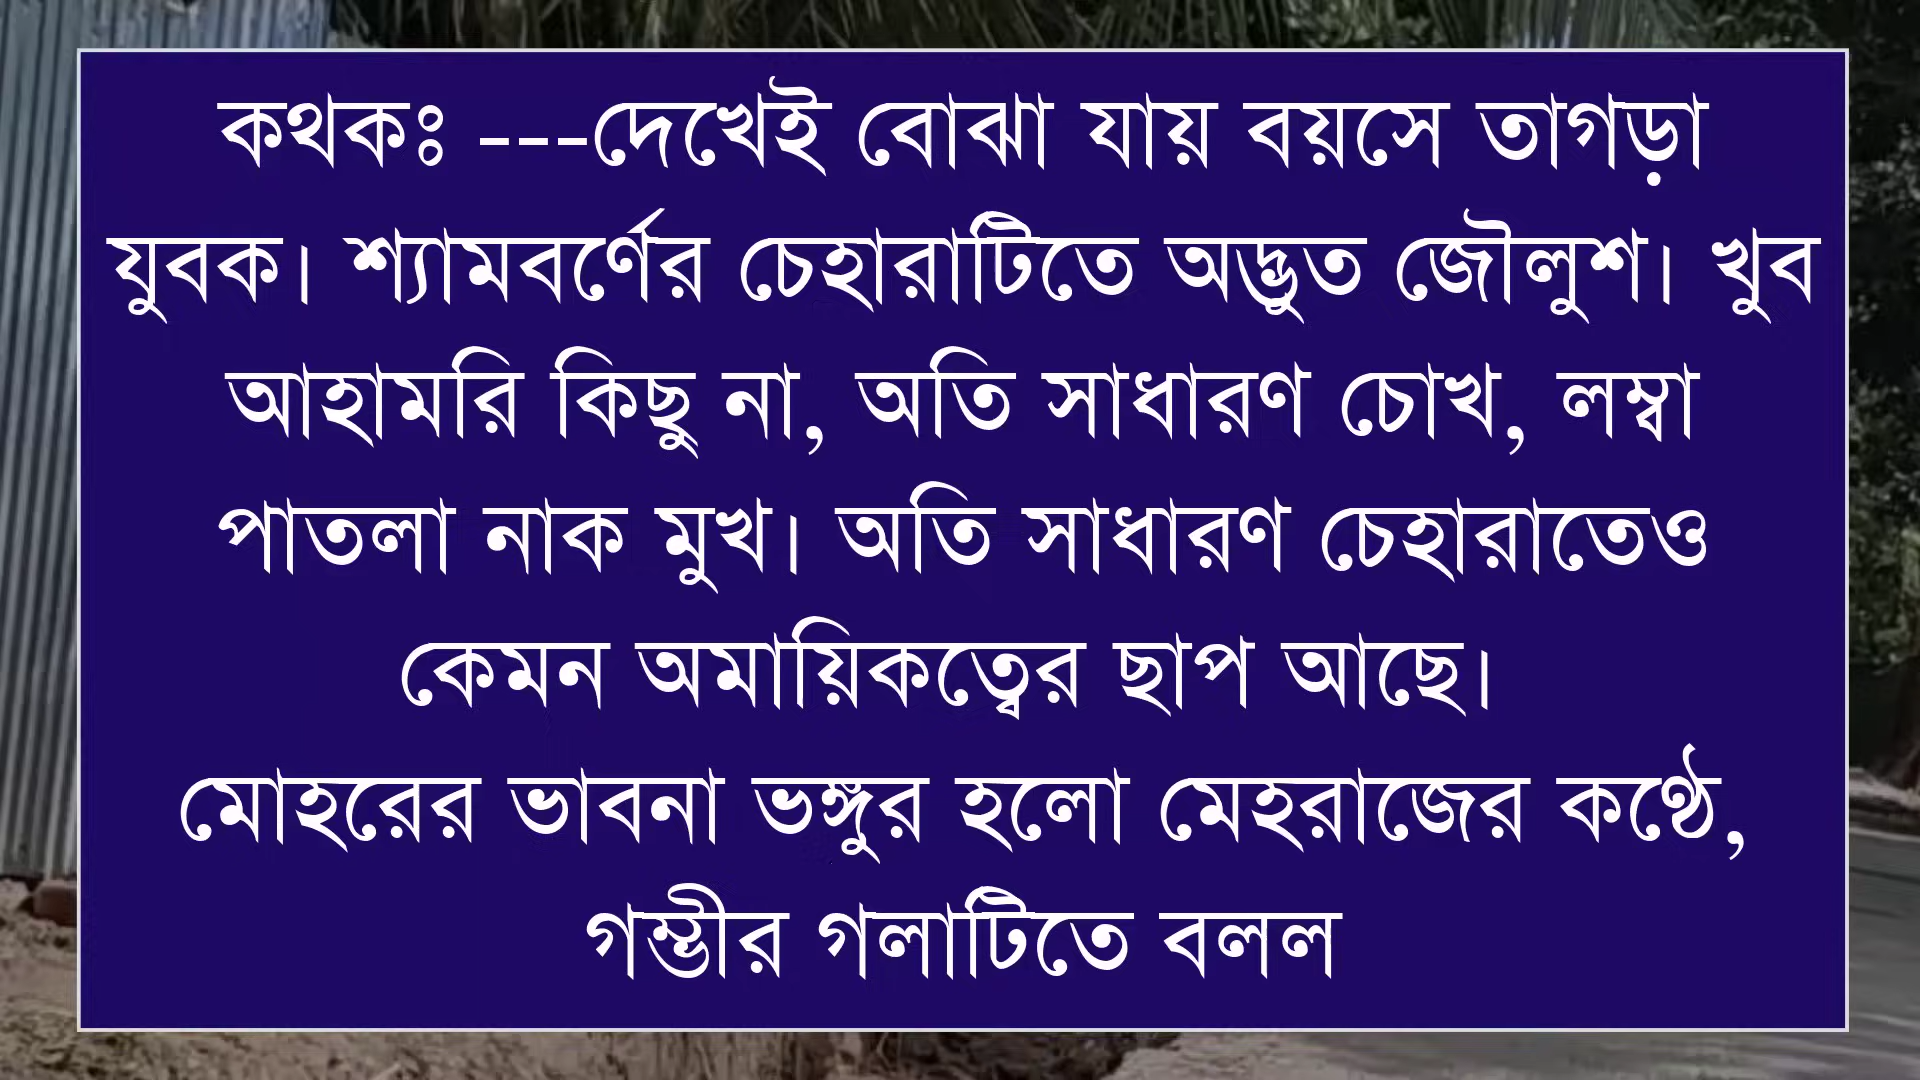 কথকঃ ---দেখেই বোঝা যায় বয়সে তাগড়া
যুবক। শ্যামবর্ণের চেহারাটিতে অদ্ভুত জৌলুশ। খুব
আহামরি কিছু না, অতি সাধারণ চোখ, লম্বা
পাতলা নাক মুখ। অতি সাধারণ চেহারাতেও
কেমন অমায়িকত্বের ছাপ আছে।
মোহরের ভাবনা ভঙ্গুর হলো মেহরাজের কণ্ঠে,
গম্ভীর গলাটিতে বলল